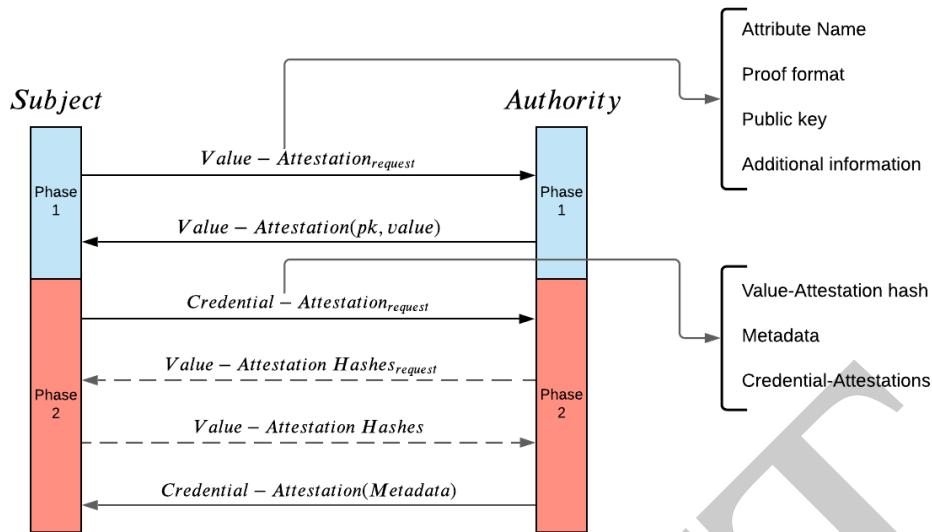 Attribute Name
Proof format
Public key
Additional information
Subject
Authority
Value – Attestation_request
Phase
1
Phase
1
Value – Attestation(pk, value)
Credential – Attestation_request
Value-Attestation hash
Metadata
Credential-Attestations
Value – Attestation Hashes_request
Phase
2
Phase
2
Value – Attestation Hashes
Credential – Attestation(Metadata)
T